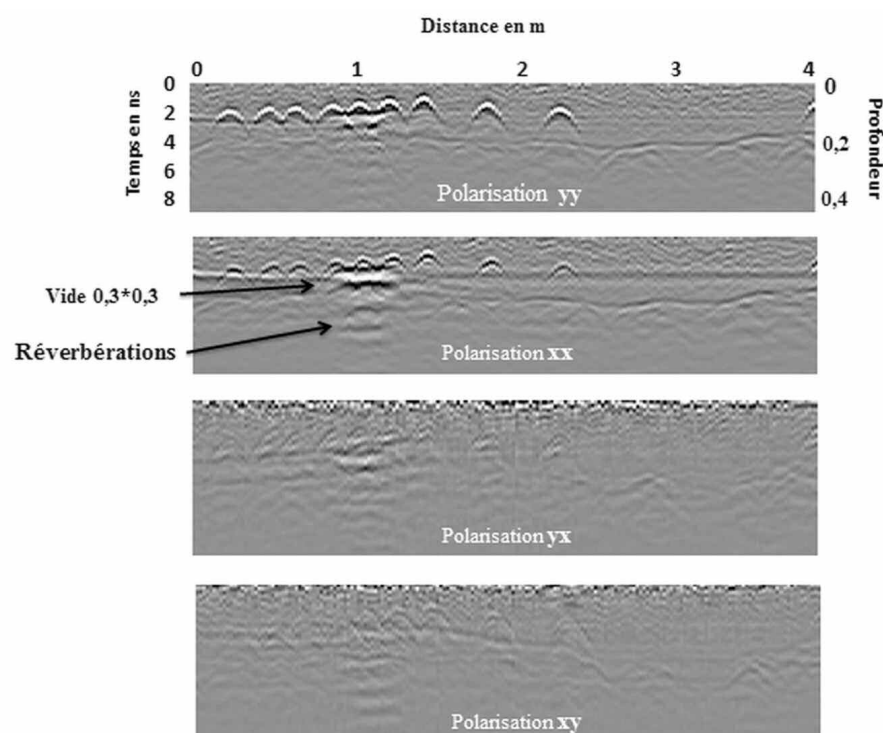 Distance en m
0 1 2 3 4
Temps en ns
0
2
4
6
8
0
0,2
0,4
Profondeur
Polarisation yy
Vide 0,3*0,3
Réverbérations
Polarisation xx
Polarisation yx
Polarisation xy